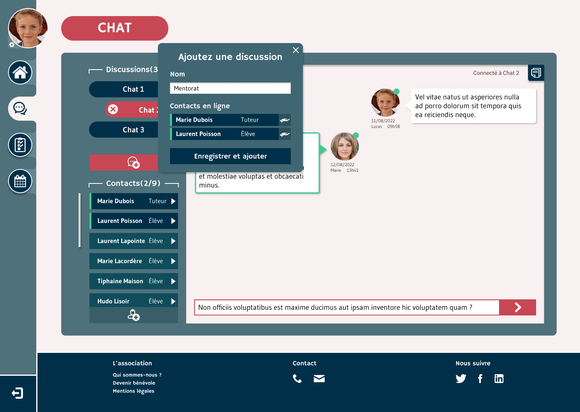 CHAT
Discussions(3
Chat 1
Chat 2
Chat 3
Contacts(2/9)
Marie Dubois Tuteur
Laurent Poisson Élève
Laurent Lapointe Élève
Marie Lacordère Élève
Tiphaine Maison Élève
Hudo Lisoir Élève
Ajoutez une discussion
Nom
Mentorat
Contacts en ligne
Marie Dubois Tuteur
Laurent Poisson Élève
Enregistrer et ajouter
Connecté à Chat 2
Vel vitae natus ut asperiores nulla
ad porro dolorum sit tempora quis
ea reiciendis neque.
12/08/2022
Lucas 09h58
12/08/2022
Marie 13h41
et molestiae voluptas et obcaecati
minus.
Non officiis voluptatibus est maxime ducimus aut ipsam inventore hic voluptatem quam ?
L'association
Qui sommes-nous ?
Devenir bénévole
Mentions légales
Contact
Nous suivre